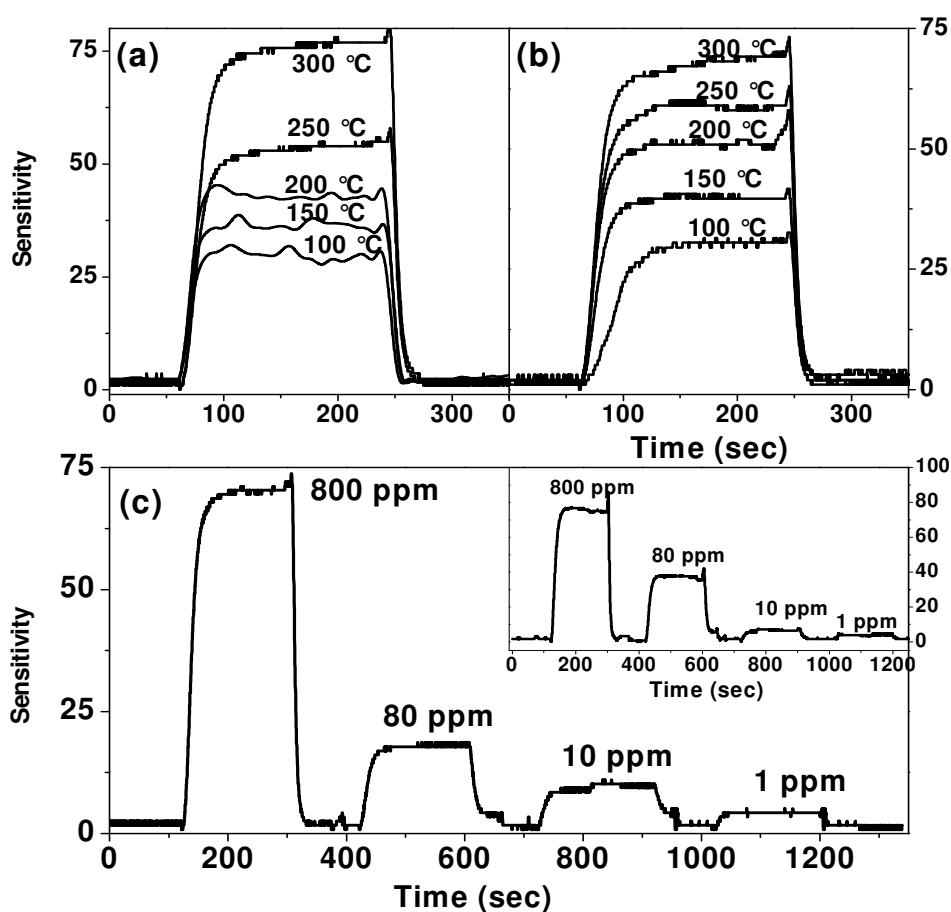 (a)
300 °C
250 °C
200 °C
150 °C
100 °C
Sensitivity
75
50
25
0
0 100 200 300
(b)
300 °C
250 °C
200 °C
150 °C
100 °C
75
50
25
0
0 100 200 300
Time (sec)
(c)
800 ppm
80 ppm
10 ppm
1 ppm
Sensitivity
75
50
25
0
0 200 400 600 800 1000 1200
Time (sec)
800 ppm
80 ppm
10 ppm
1 ppm
100
80
60
40
20
0
0 200 400 600 800 1000 1200
Time (sec)